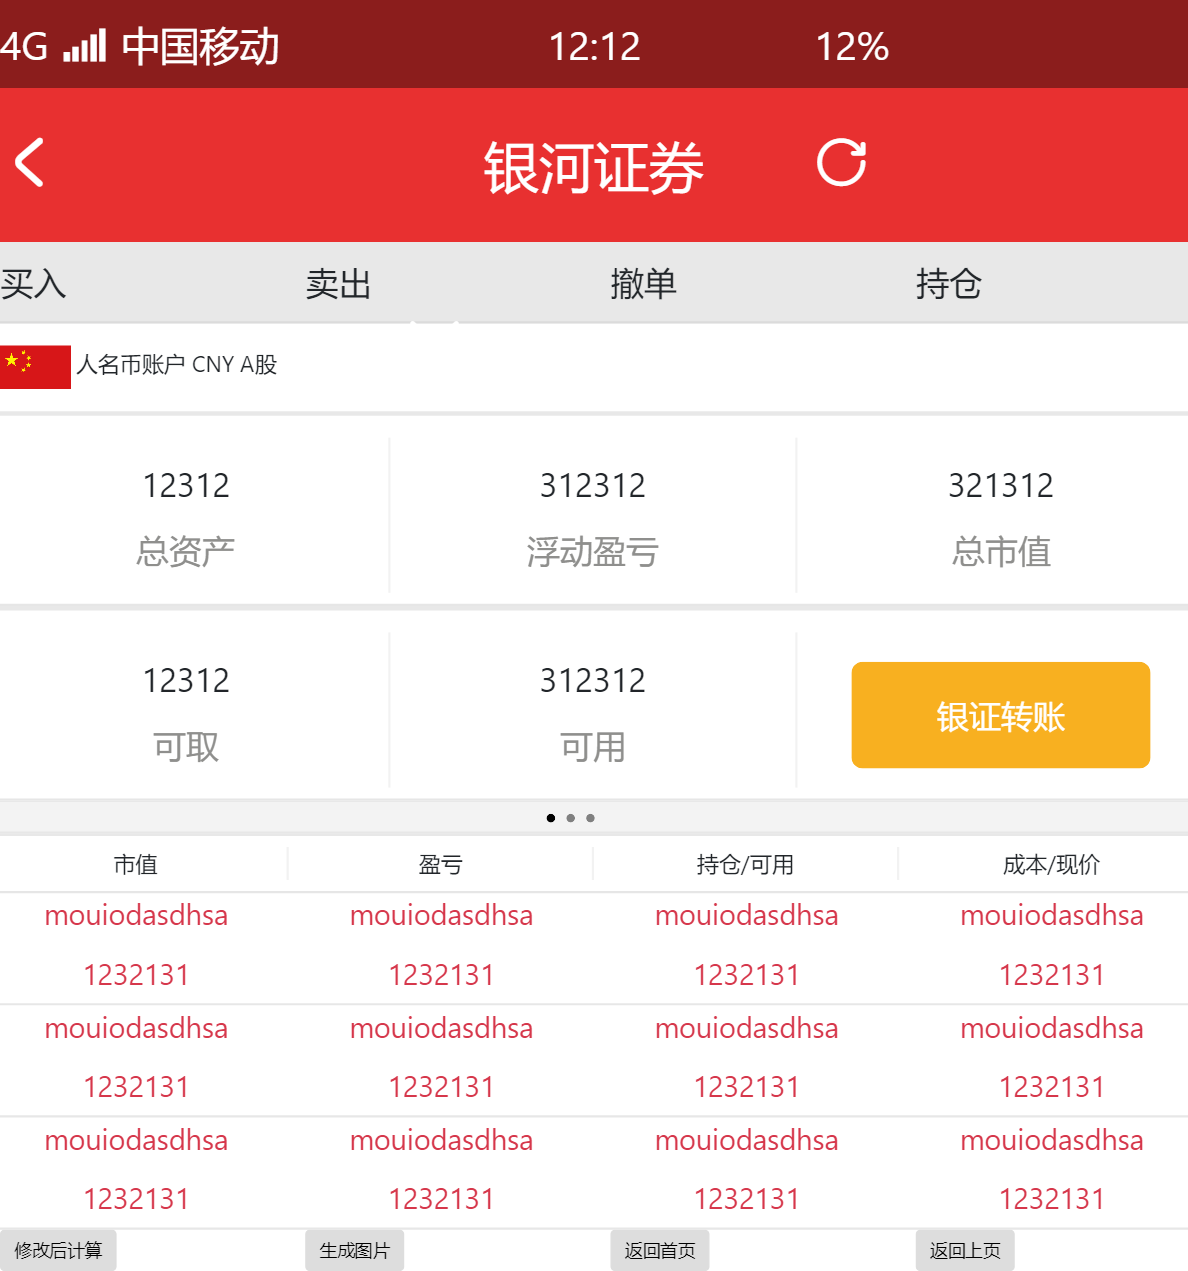 4G 中国移动 12:12 12%
银河证券
买入 卖出 撤单 持仓
人名币账户 CNY A股
12312 312312 321312
总资产 浮动盈亏 总市值
12312 312312
可取 可用 银证转账
市值 盈亏 持仓/可用 成本/现价
mouiodasdhsa mouiodasdhsa mouiodasdhsa mouiodasdhsa
1232131 1232131 1232131 1232131
mouiodasdhsa mouiodasdhsa mouiodasdhsa mouiodasdhsa
1232131 1232131 1232131 1232131
mouiodasdhsa mouiodasdhsa mouiodasdhsa mouiodasdhsa
1232131 1232131 1232131 1232131
修改后计算 生成图片 返回首页 返回上页